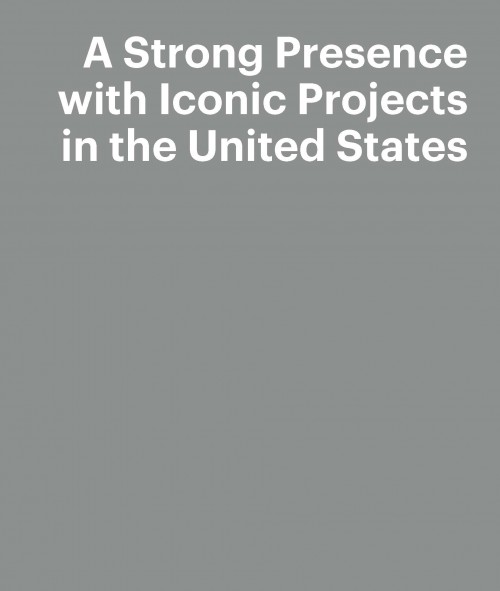 A Strong Presence
with Iconic Projects
in the United States